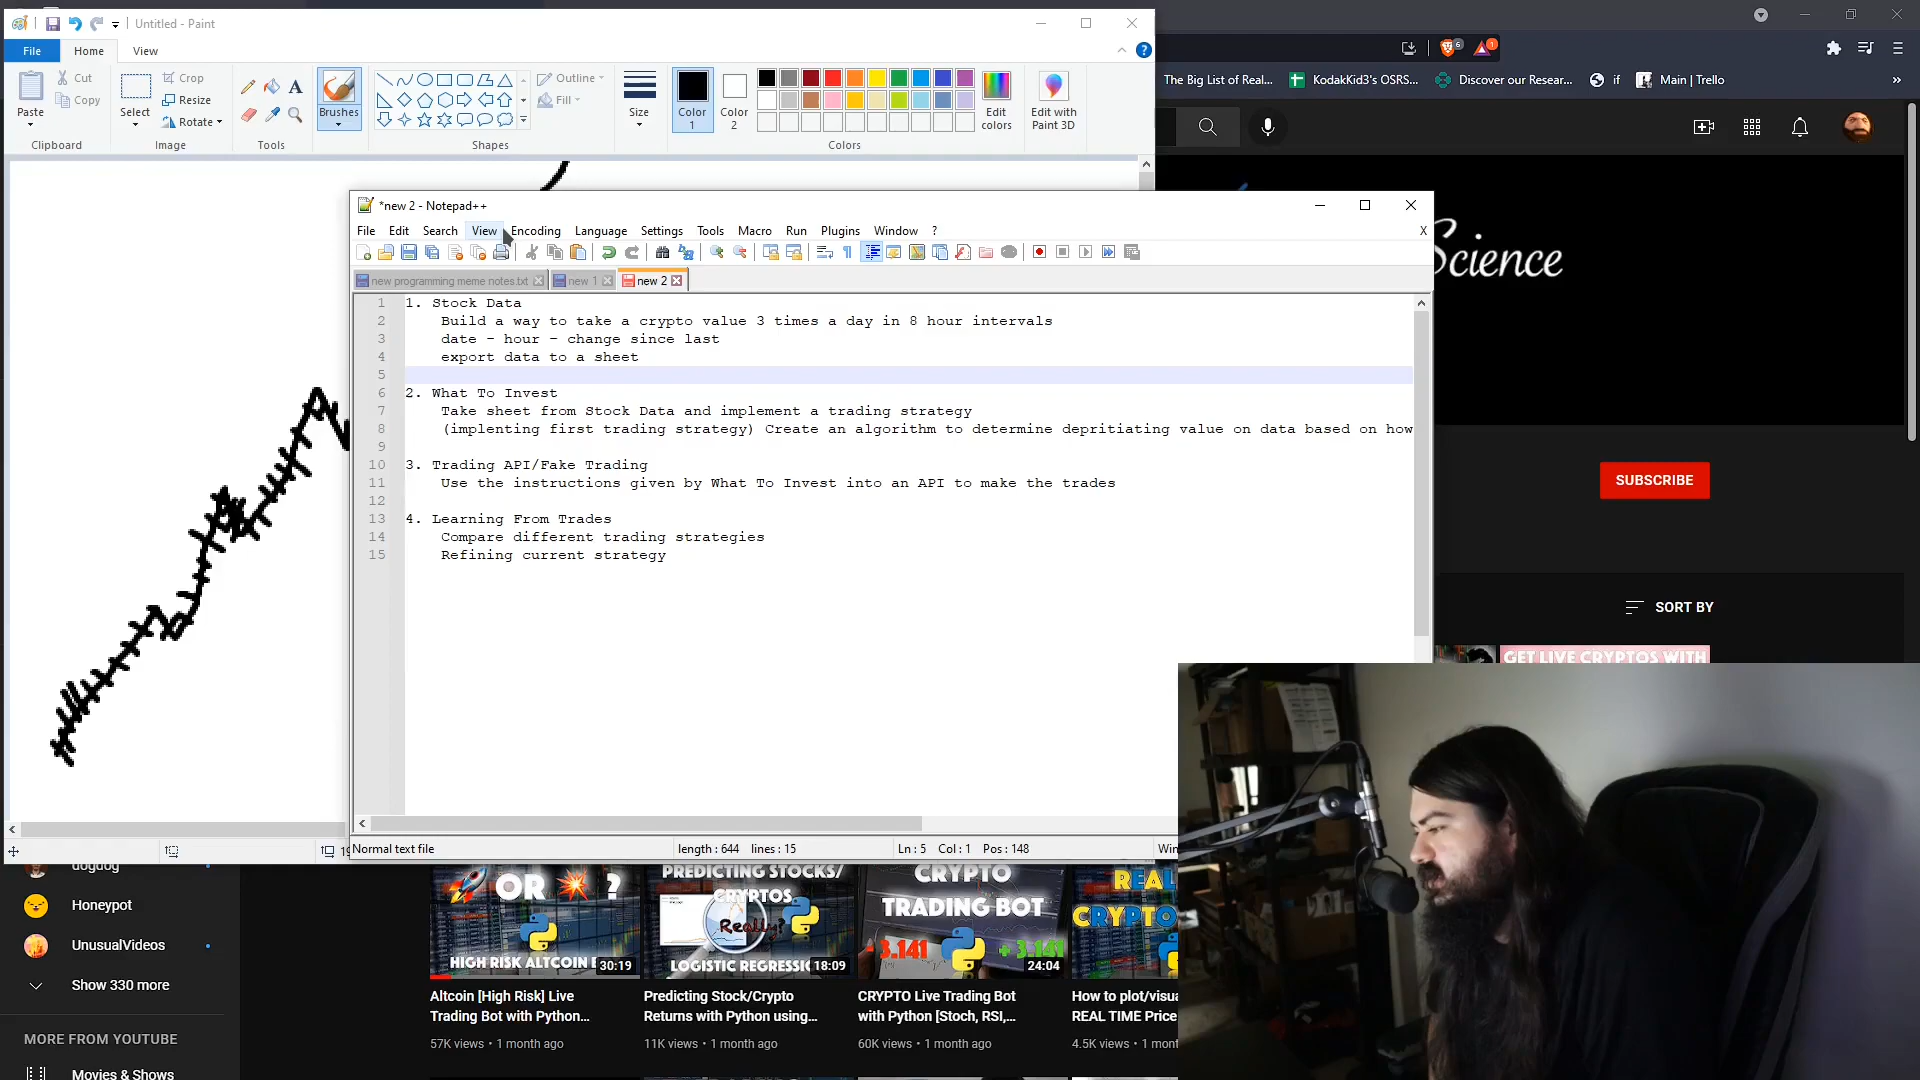 Untitled - Paint
File
Home
View
Paste
Cut
Copy
Clipboard
Select
Crop
Resize
Rotate
Image
Tools
Brushes
Shapes
Outline
Fill
Size
Color 1
Color 2
Edit colors
Edit with Paint 3D
Colors
6
1
The Big List of Real...
KodakKid3's OSRS...
Discover our Resear...
if
Main | Trello
Science
SUBSCRIBE
SORT BY
*new 2 - Notepad++
File Edit Search View Encoding Language Settings Tools Macro Run Plugins Window ?
X
new programming meme notes.txt
new 1
new 2
1 1. Stock Data
2 Build a way to take a crypto value 3 times a day in 8 hour intervals
3 date - hour - change since last
4 export data to a sheet
5
6 2. What To Invest
7 Take sheet from Stock Data and implement a trading strategy
8 (implenting first trading strategy) Create an algorithm to determine depritiating value on data based on how
9
10 3. Trading API/Fake Trading
11 Use the instructions given by What To Invest into an API to make the trades
12
13 4. Learning From Trades
14 Compare different trading strategies
15 Refining current strategy
Normal text file
length : 644 lines : 15
Ln : 5 Col : 1 Pos : 148
Win
GET LIVE CRYPTOS WITH
dogdog
Honeypot
UnusualVideos
Show 330 more
MORE FROM YOUTUBE
Movies & Shows
OR ?
HIGH RISK ALTCOIN
30:19
Altcoin [High Risk] Live
Trading Bot with Python...
57K views • 1 month ago
PREDICTING STOCKS/
CRYPTOS
Really?
LOGISTIC REGRESSIO
18:09
Predicting Stock/Crypto
Returns with Python using...
11K views • 1 month ago
CRYPTO
TRADING BOT
-3.141
+3.141
24:04
CRYPTO Live Trading Bot
with Python [Stoch, RSI,...
60K views • 1 month ago
REAL
CRYPTO
How to plot/visua
REAL TIME Price
4.5K views • 1 mont